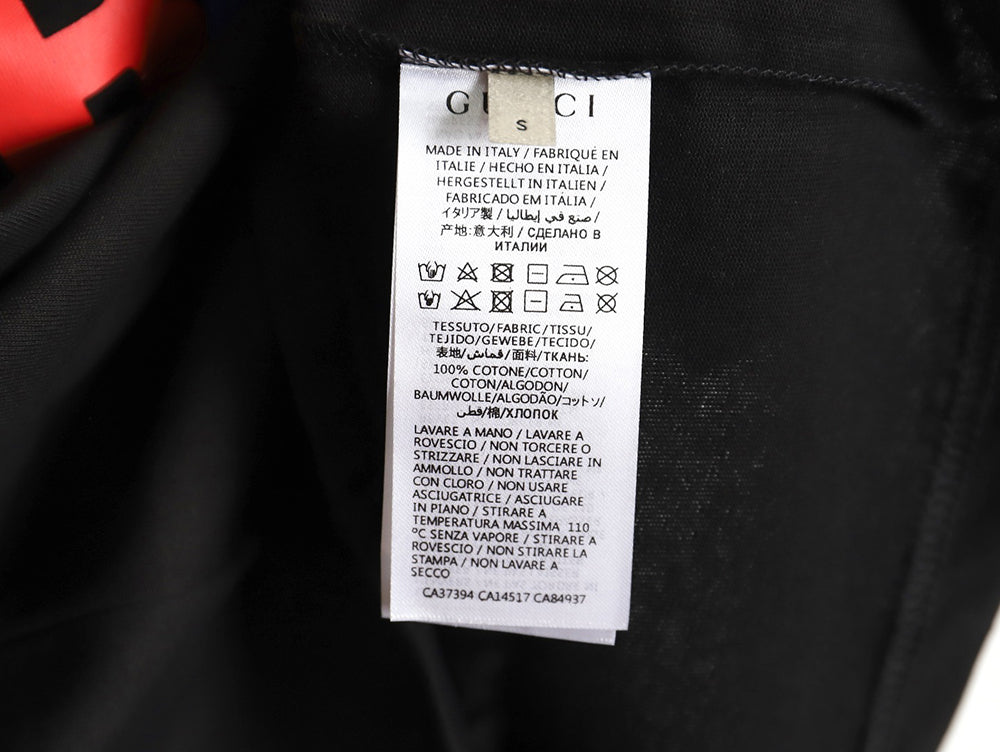 GUCCI
S
MADE IN ITALY / FABRIQUÉ EN
ITALIE / HECHO EN ITALIA /
HERGESTELLT IN ITALIEN /
FABRICADO EM ITÁLIA /
イタリア製 / صنع في إيطاليا /
产地:意大利 / СДЕЛАНО В
ИТАЛИИ
TESSUTO/FABRIC/TISSU/
TEJIDO/GEWEBE/TECIDO/
表地/قماش/面料/ТКАНЬ:
100% COTONE/COTTON/
COTON/ALGODON/
BAUMWOLLE/ALGODÃO/コットン/
قطن/棉/ХЛОПОК
LAVARE A MANO / LAVARE A
ROVESCIO / NON TORCERE O
STRIZZARE / NON LASCIARE IN
AMMOLLO / NON TRATTARE
CON CLORO / NON USARE
ASCIUGATRICE / ASCIUGARE
IN PIANO / STIRARE A
TEMPERATURA MASSIMA 110
°C SENZA VAPORE / STIRARE A
ROVESCIO / NON STIRARE LA
STAMPA / NON LAVARE A
SECCO
CA37394 CA14517 CA84937